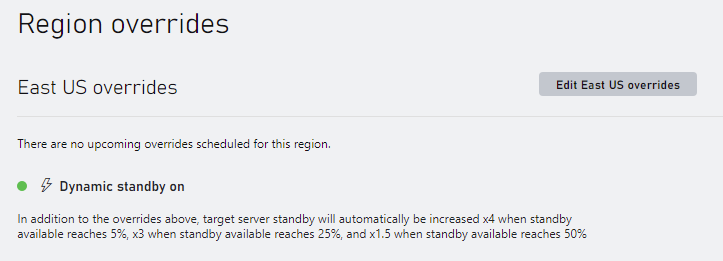 Region overrides
East US overrides
Edit East US overrides
There are no upcoming overrides scheduled for this region.
Dynamic standby on
In addition to the overrides above, target server standby will automatically be increased x4 when standby
available reaches 5%, x3 when standby available reaches 25%, and x1.5 when standby available reaches 50%